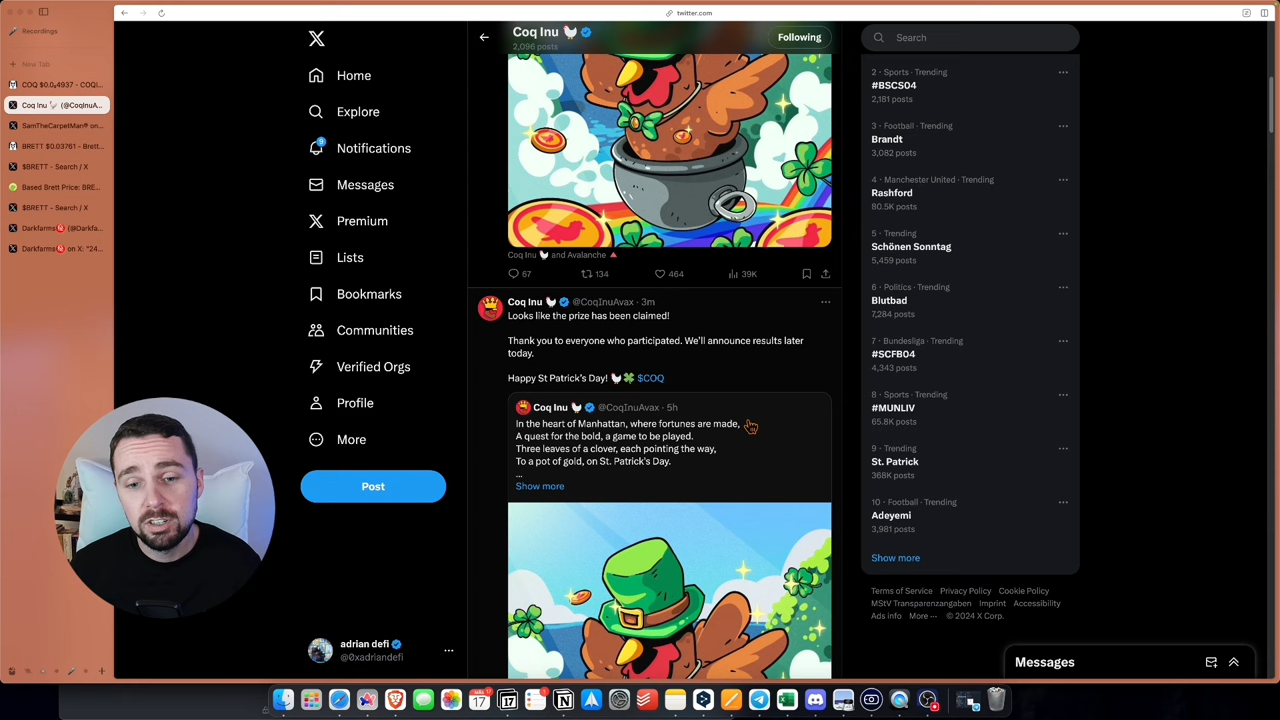 twitter.com
Recordings
New Tab
COQ $0.0₅4937 - COQI...
Coq Inu 🐓 (@CoqInuA...
SamTheCarpetMan® on...
BRETT $0.03761 - Brett...
$BRETT - Search / X
Based Brett Price: BRE...
$BRETT - Search / X
Darkfarms🎯 (@Darkfa...
Darkfarms🎯 on X: "24...
Home
Explore
Notifications
Messages
Premium
Lists
Bookmarks
Communities
Verified Orgs
Profile
More
Post
adrian defi
@0xadriandefi
Coq Inu 🐓
2,096 posts
Following
Coq Inu 🐓 and Avalanche 🔺
67 134 464 39K
Coq Inu 🐓 @CoqInuAvax · 3m
Looks like the prize has been claimed!
Thank you to everyone who participated. We'll announce results later
today.
Happy St Patrick's Day! 🐓🍀 $COQ
Coq Inu 🐓 @CoqInuAvax · 5h
In the heart of Manhattan, where fortunes are made,
A quest for the bold, a game to be played.
Three leaves of a clover, each pointing the way,
To a pot of gold, on St. Patrick's Day.
...
Show more
Search
2 · Sports · Trending
#BSCS04
2,181 posts
3 · Football · Trending
Brandt
3,082 posts
4 · Manchester United · Trending
Rashford
80.5K posts
5 · Trending
Schönen Sonntag
5,459 posts
6 · Politics · Trending
Blutbad
7,284 posts
7 · Bundesliga · Trending
#SCFB04
4,343 posts
8 · Sports · Trending
#MUNLIV
65.8K posts
9 · Trending
St. Patrick
368K posts
10 · Football · Trending
Adeyemi
3,981 posts
Show more
Terms of Service Privacy Policy Cookie Policy
MStV Transparenzangaben Imprint Accessibility
Ads info More ··· © 2024 X Corp.
Messages
17
17